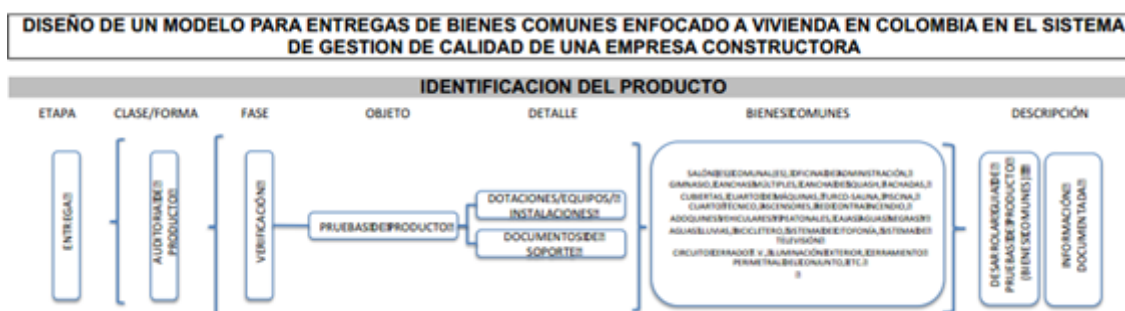 DISEÑO DE UN MODELO PARA ENTREGAS DE BIENES COMUNES ENFOCADO A VIVIENDA EN COLOMBIA EN EL SISTEMA
DE GESTION DE CALIDAD DE UNA EMPRESA CONSTRUCTORA
IDENTIFICACION DEL PRODUCTO
ETAPA CLASE/FORMA FASE OBJETO DETALLE BIENES COMUNES DESCRIPCIÓN
ENTREGA
AUDITORIA DE
PRODUCTO
VERIFICACIÓN
PRUEBAS DE PRODUCTO
DOTACIONES/EQUIPOS/
INSTALACIONES
DOCUMENTOS DE
SOPORTE
SALÓN(ES) COMUNAL(ES), OFICINA DE ADMINISTRACIÓN,
GIMNASIO, CANCHAS MÚLTIPLES, CANCHA DE SQUASH, FACHADAS,
CUBIERTAS, CUARTO DE MÁQUINAS, TURCO-SAUNA, PISCINA,
CUARTO TÉCNICO, ASCENSORES, RED CONTRA INCENDIO,
ADOQUINES VEHICULARES Y PEATONALES, CAJAS AGUAS NEGRAS Y
AGUAS LLUVIAS, BICICLETERO, SISTEMA DE CITOFONÍA, SISTEMA DE
TELEVISIÓN
CIRCUITO CERRADO T.V., ILUMINACIÓN EXTERIOR, CERRAMIENTO
PERIMETRAL DEL CONJUNTO, ETC.
DESAROLLAR GUIA DE
PRUEBAS DE PRODUCTO
(BIENES COMUNES)
INFORMACIÓN
DOCUMENTADA